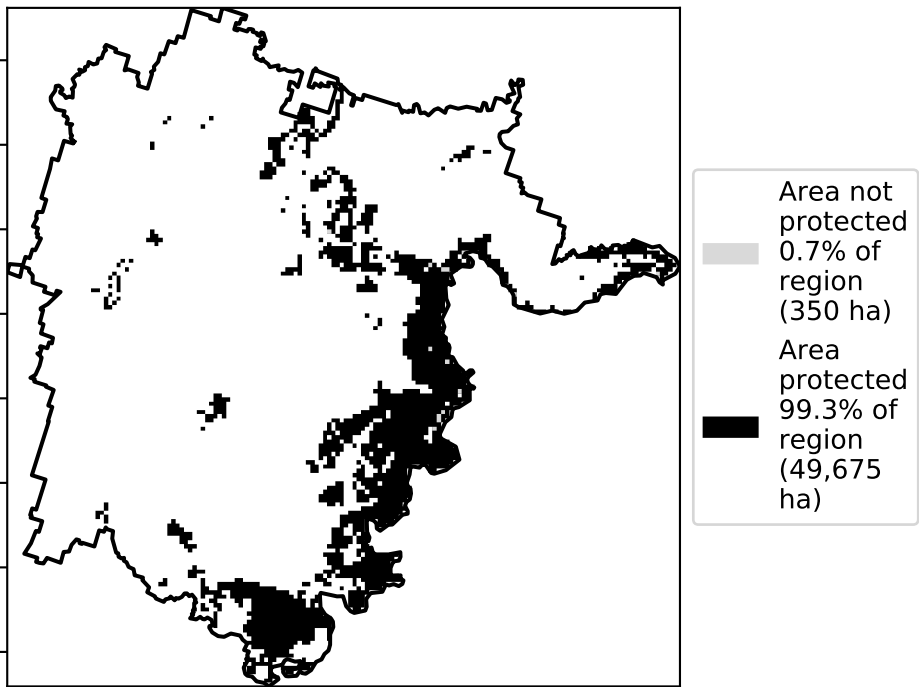 Area not
protected
0.7% of
region
(350 ha)
Area
protected
99.3% of
region
(49,675
ha)